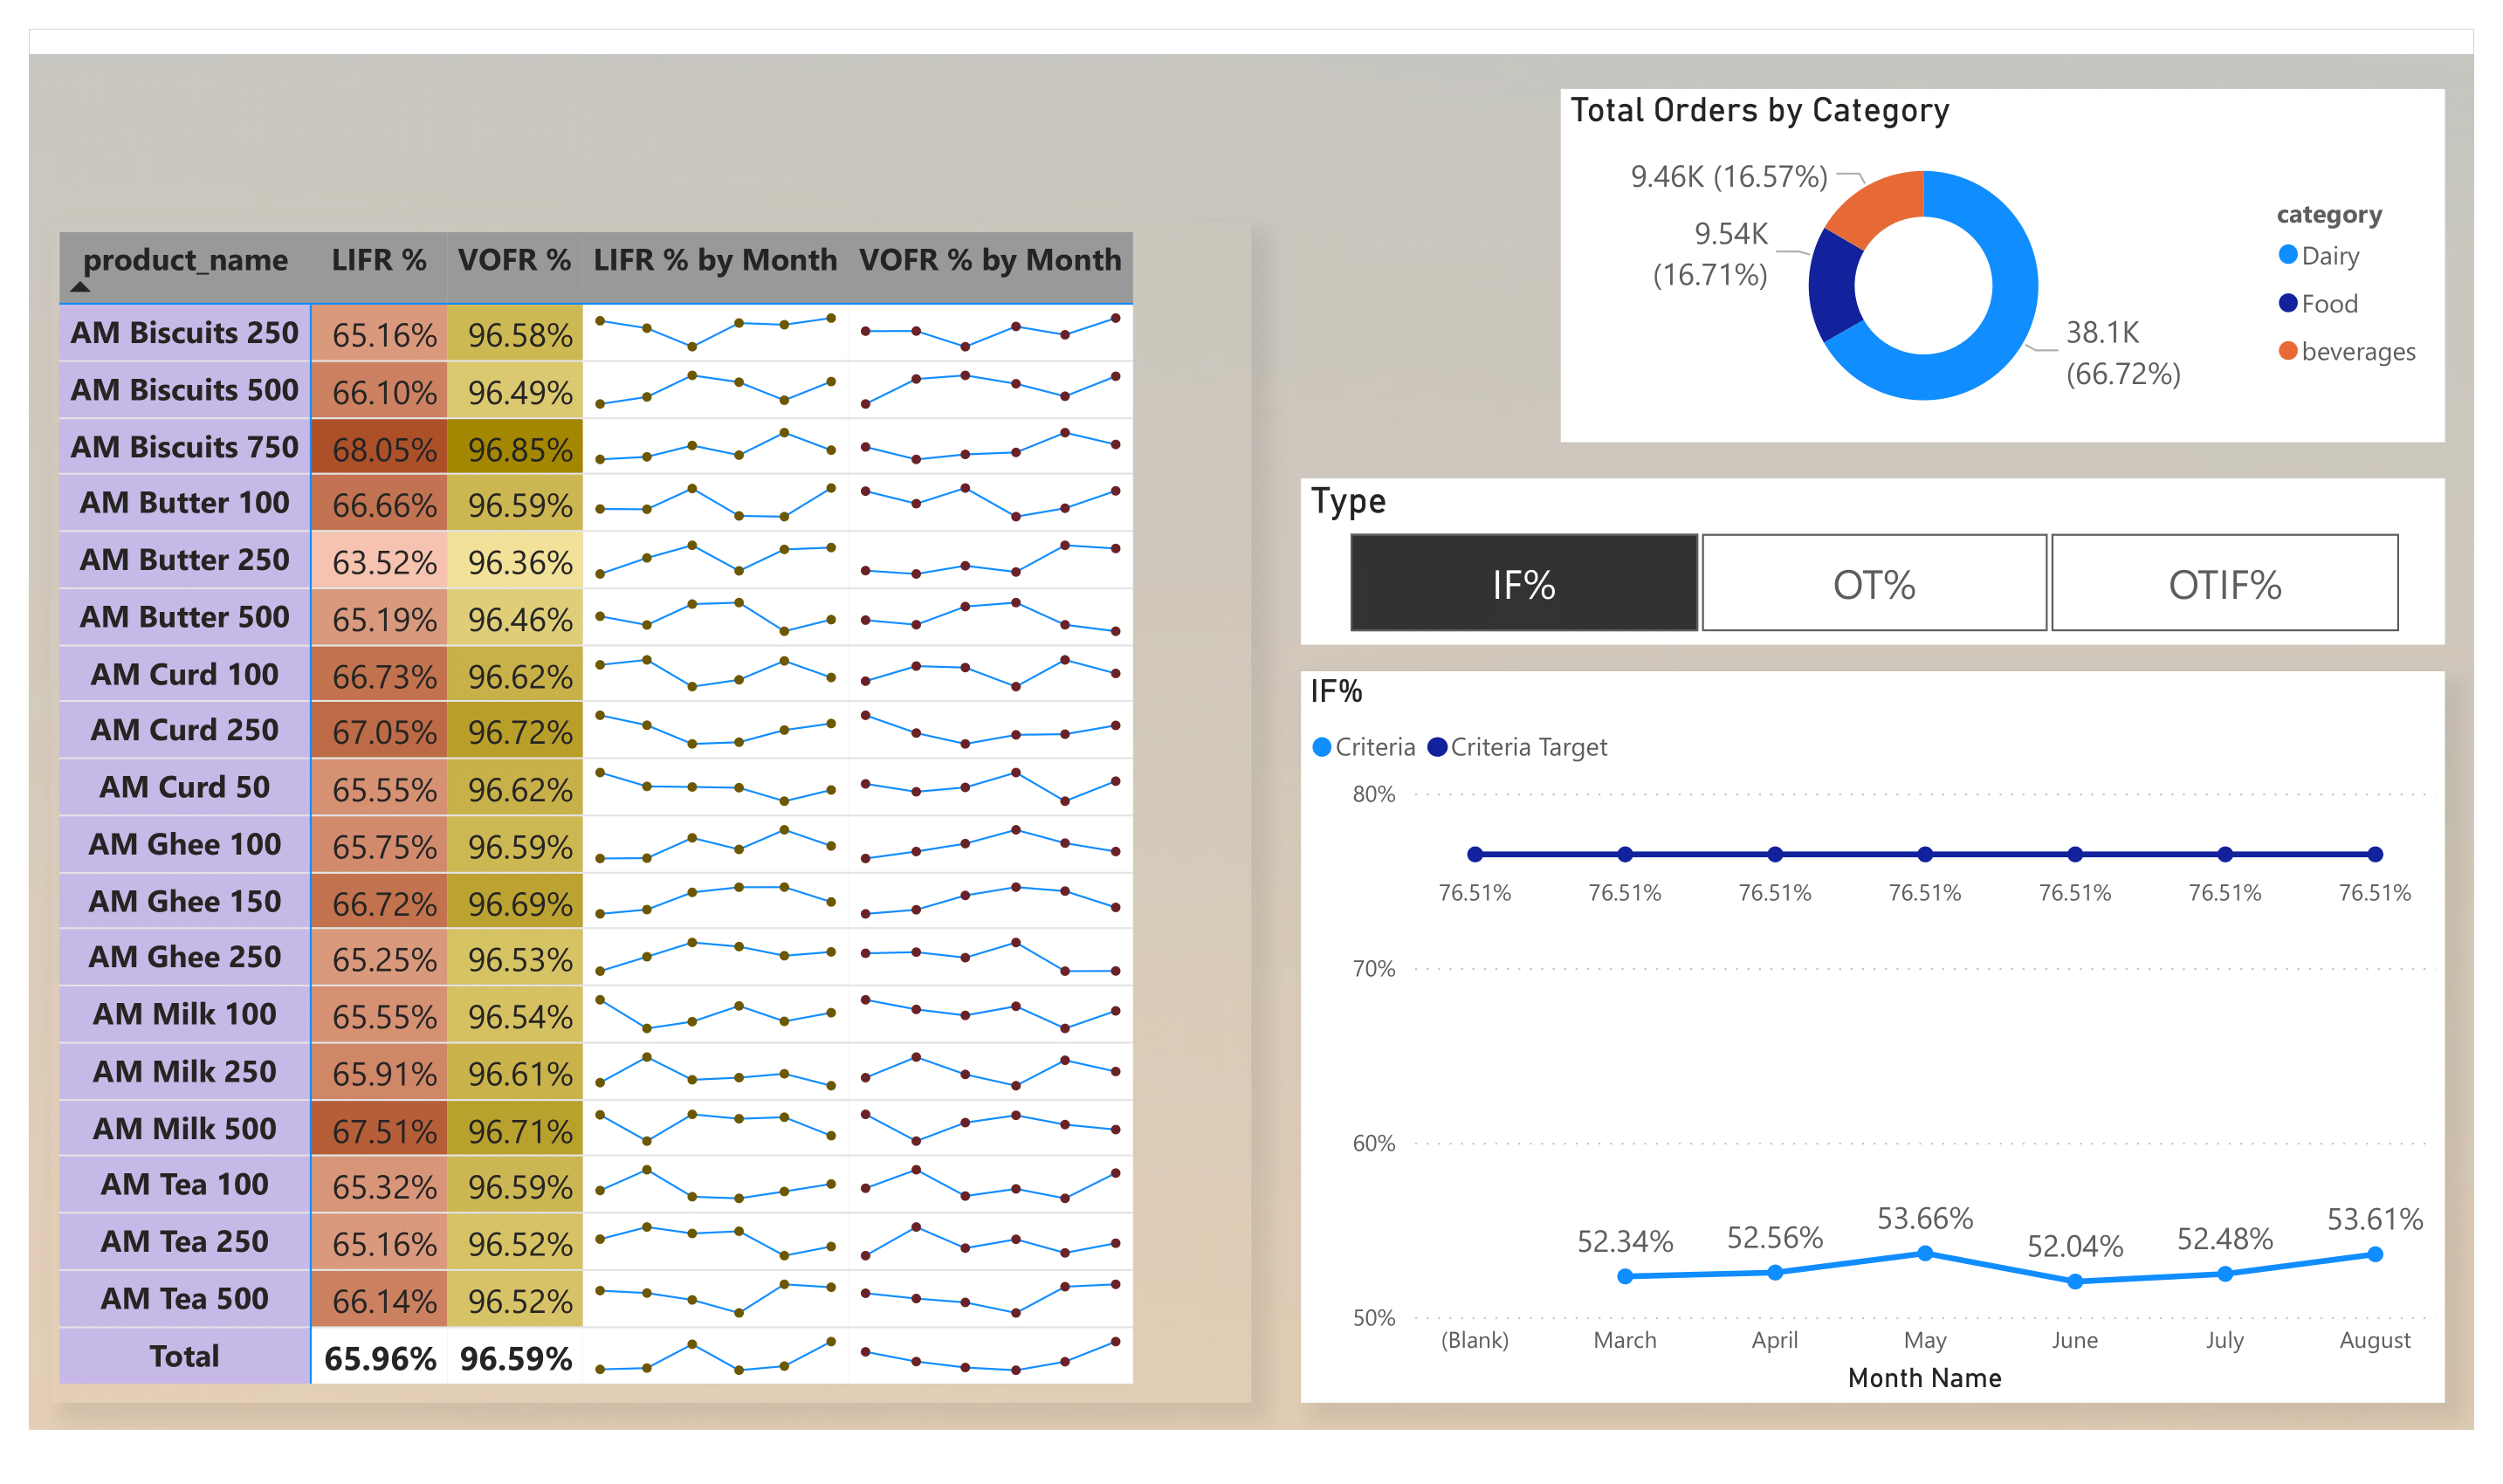 product_name LIFR % VOFR % LIFR % by Month VOFR % by Month
AM Biscuits 250 65.16% 96.58%
AM Biscuits 500 66.10% 96.49%
AM Biscuits 750 68.05% 96.85%
AM Butter 100 66.66% 96.59%
AM Butter 250 63.52% 96.36%
AM Butter 500 65.19% 96.46%
AM Curd 100 66.73% 96.62%
AM Curd 250 67.05% 96.72%
AM Curd 50 65.55% 96.62%
AM Ghee 100 65.75% 96.59%
AM Ghee 150 66.72% 96.69%
AM Ghee 250 65.25% 96.53%
AM Milk 100 65.55% 96.54%
AM Milk 250 65.91% 96.61%
AM Milk 500 67.51% 96.71%
AM Tea 100 65.32% 96.59%
AM Tea 250 65.16% 96.52%
AM Tea 500 66.14% 96.52%
Total 65.96% 96.59%
Total Orders by Category
9.46K (16.57%)
9.54K
(16.71%)
38.1K
(66.72%)
category
Dairy
Food
beverages
Type
IF% OT% OTIF%
IF%
Criteria Criteria Target
80%
76.51% 76.51% 76.51% 76.51% 76.51% 76.51% 76.51%
70%
60%
52.34% 52.56% 53.66% 52.04% 52.48% 53.61%
50%
(Blank) March April May June July August
Month Name